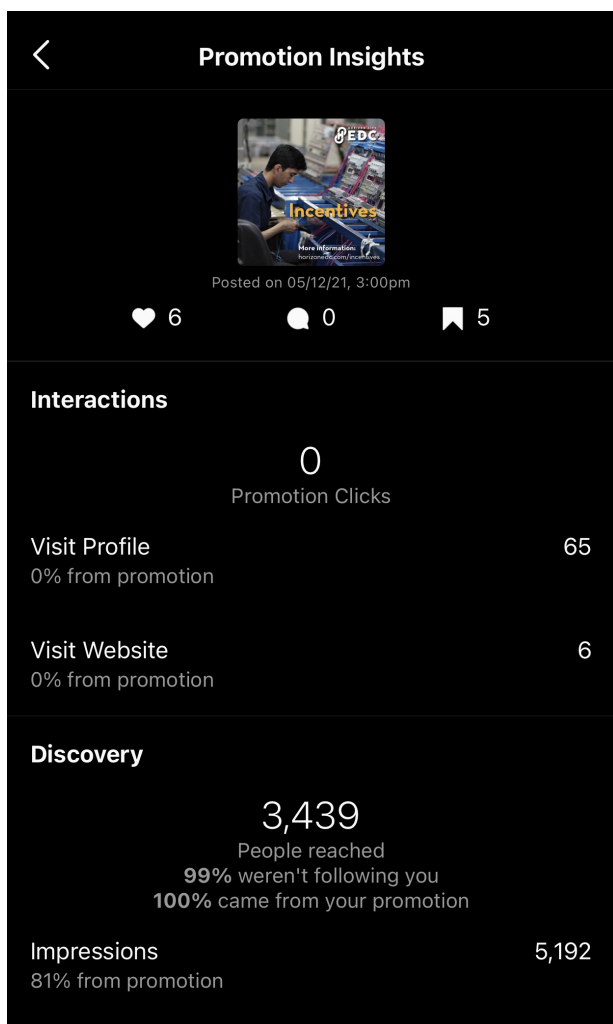 Promotion Insights
EDC
Incentives
More information:
horizonedc.com/incentives
Posted on 05/12/21, 3:00pm
6 0 5
Interactions
0
Promotion Clicks
Visit Profile 65
0% from promotion
Visit Website 6
0% from promotion
Discovery
3,439
People reached
99% weren't following you
100% came from your promotion
Impressions 5,192
81% from promotion